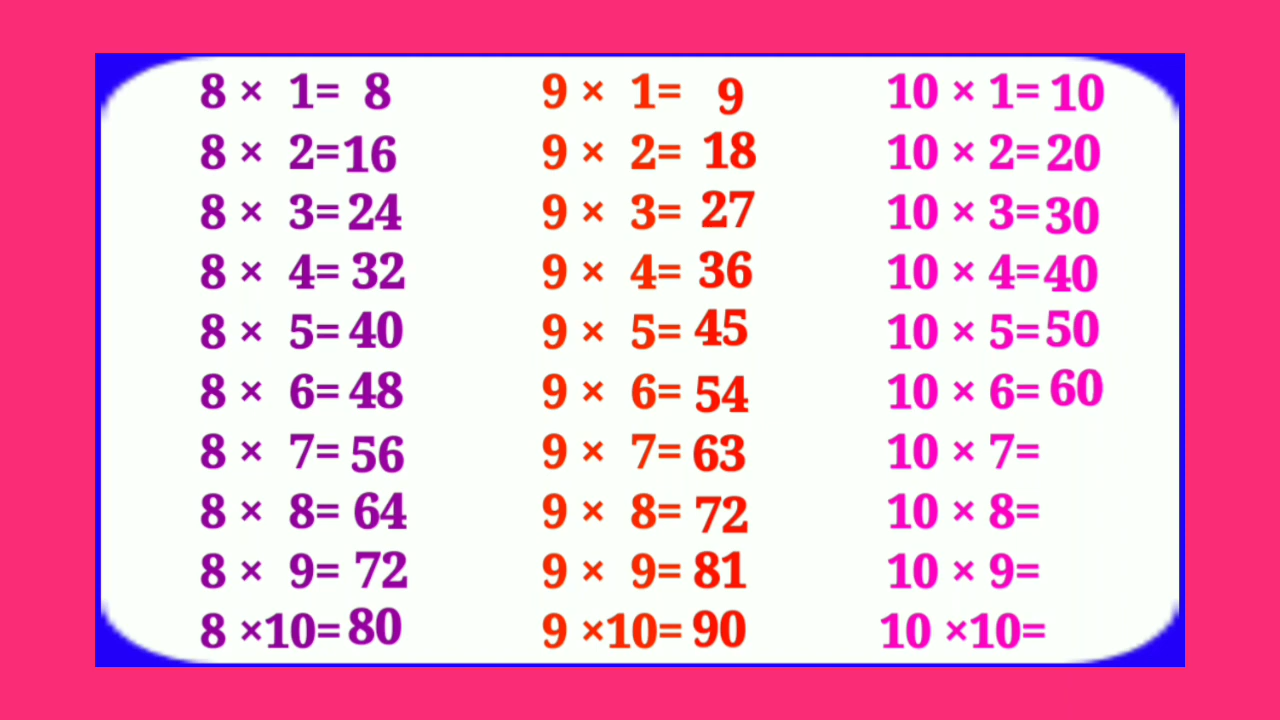 8 × 1= 8
8 × 2=16
8 × 3=24
8 × 4=32
8 × 5=40
8 × 6=48
8 × 7=56
8 × 8=64
8 × 9=72
8 ×10=80
9 × 1= 9
9 × 2= 18
9 × 3= 27
9 × 4= 36
9 × 5= 45
9 × 6= 54
9 × 7= 63
9 × 8= 72
9 × 9= 81
9 ×10= 90
10 × 1= 10
10 × 2=20
10 × 3=30
10 × 4=40
10 × 5=50
10 × 6= 60
10 × 7=
10 × 8=
10 × 9=
10 ×10=